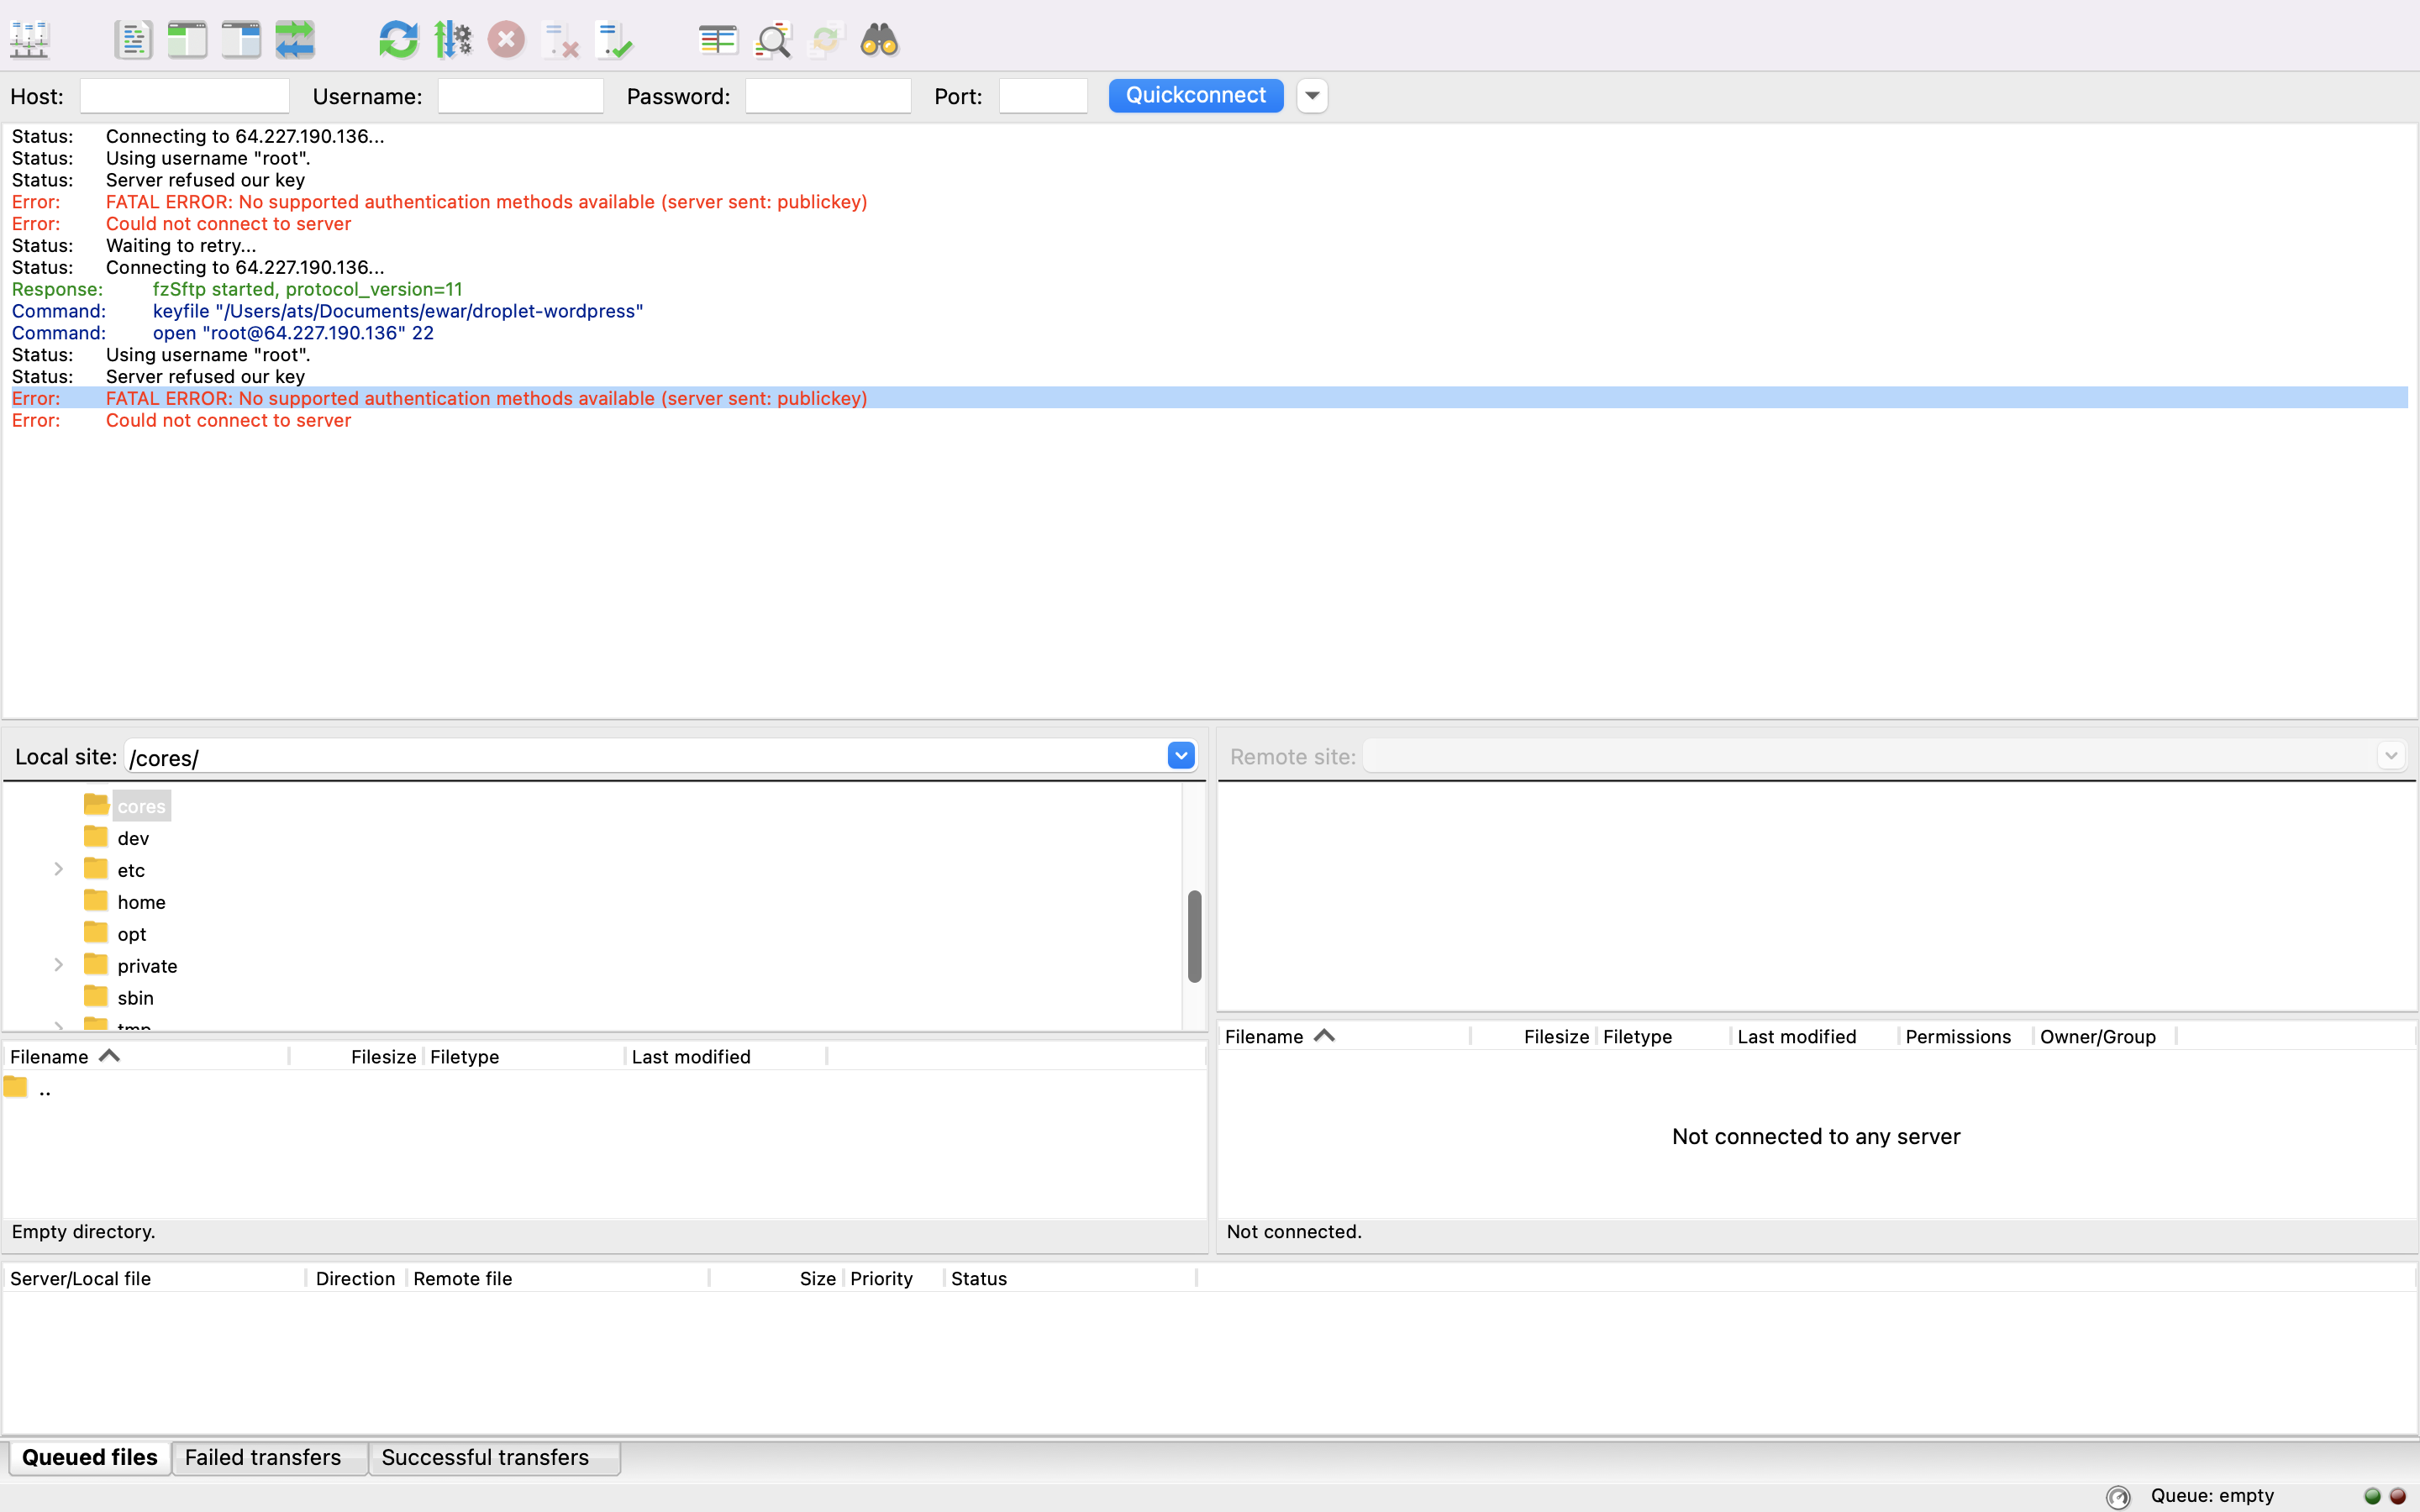 Host: Username: Password: Port: Quickconnect
Status: Connecting to 64.227.190.136...
Status: Using username "root".
Status: Server refused our key
Error: FATAL ERROR: No supported authentication methods available (server sent: publickey)
Error: Could not connect to server
Status: Waiting to retry...
Status: Connecting to 64.227.190.136...
Response: fzSftp started, protocol_version=11
Command: keyfile "/Users/ats/Documents/ewar/droplet-wordpress"
Command: open "root@64.227.190.136" 22
Status: Using username "root".
Status: Server refused our key
Error: FATAL ERROR: No supported authentication methods available (server sent: publickey)
Error: Could not connect to server
Local site: /cores/
cores
dev
etc
home
opt
private
sbin
tmp
Filename Filesize Filetype Last modified
..
Empty directory.
Remote site:
Filename Filesize Filetype Last modified Permissions Owner/Group
Not connected to any server
Not connected.
Server/Local file Direction Remote file Size Priority Status
Queued files Failed transfers Successful transfers
Queue: empty